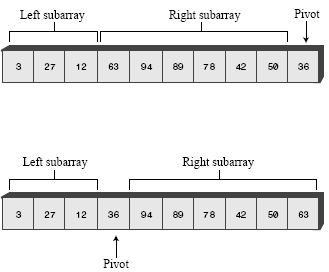 Left subarray Right subarray Pivot
3 27 12 63 94 89 78 42 50 36
Left subarray Right subarray
3 27 12 36 94 89 78 42 50 63
Pivot